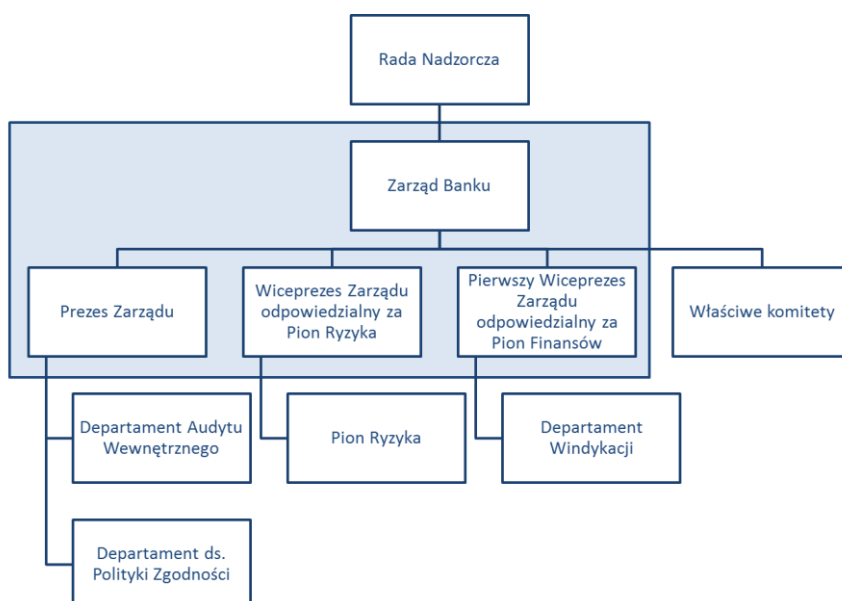 Rada Nadzorcza
Zarząd Banku
Prezes Zarządu
Wiceprezes Zarządu
odpowiedzialny za
Pion Ryzyka
Pierwszy Wiceprezes
Zarządu
odpowiedzialny za
Pion Finansów
Właściwe komitety
Departament Audytu
Wewnętrznego
Pion Ryzyka
Departament
Windykacji
Departament ds.
Polityki Zgodności